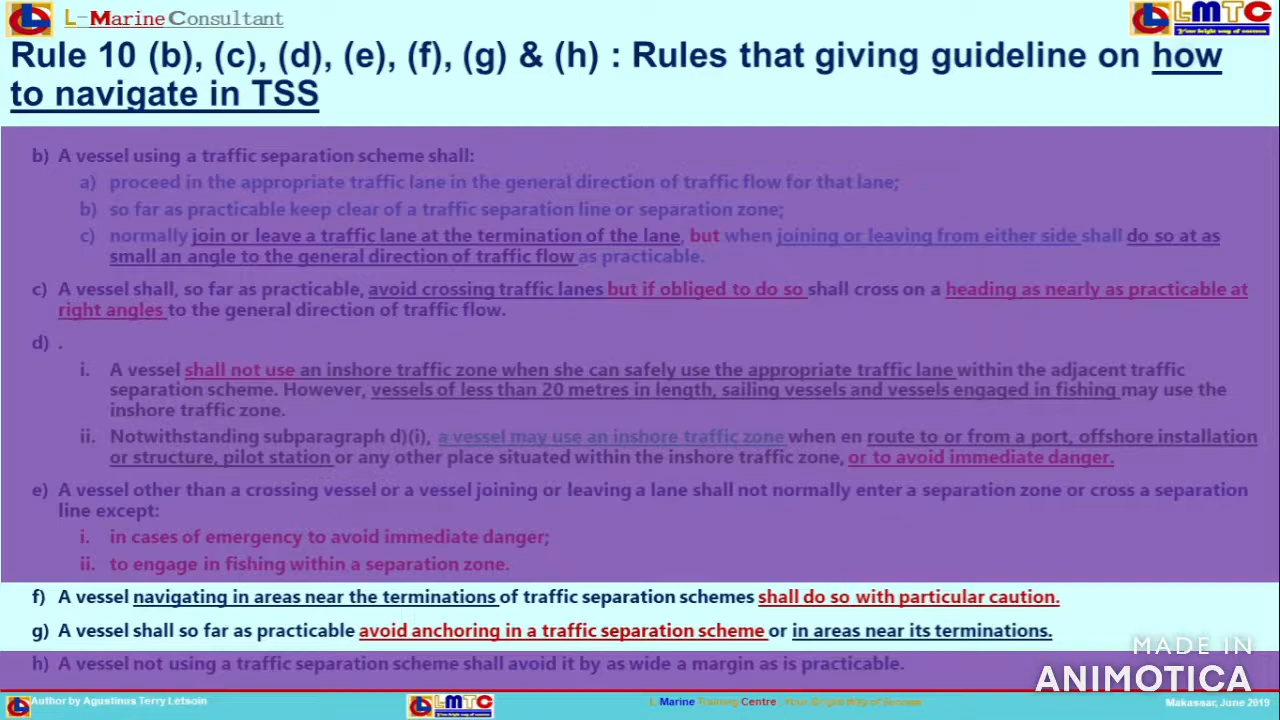 L-Marine Consultant
LMTC
Your bright way of success
Rule 10 (b), (c), (d), (e), (f), (g) & (h) : Rules that giving guideline on how
to navigate in TSS
b) A vessel using a traffic separation scheme shall:
a) proceed in the appropriate traffic lane in the general direction of traffic flow for that lane;
b) so far as practicable keep clear of a traffic separation line or separation zone;
c) normally join or leave a traffic lane at the termination of the lane, but when joining or leaving from either side shall do so at as
small an angle to the general direction of traffic flow as practicable.
c) A vessel shall, so far as practicable, avoid crossing traffic lanes but if obliged to do so shall cross on a heading as nearly as practicable at
right angles to the general direction of traffic flow.
d) .
i. A vessel shall not use an inshore traffic zone when she can safely use the appropriate traffic lane within the adjacent traffic
separation scheme. However, vessels of less than 20 metres in length, sailing vessels and vessels engaged in fishing may use the
inshore traffic zone.
ii. Notwithstanding subparagraph d)(i), a vessel may use an inshore traffic zone when en route to or from a port, offshore installation
or structure, pilot station or any other place situated within the inshore traffic zone, or to avoid immediate danger.
e) A vessel other than a crossing vessel or a vessel joining or leaving a lane shall not normally enter a separation zone or cross a separation
line except:
i. in cases of emergency to avoid immediate danger;
ii. to engage in fishing within a separation zone.
f) A vessel navigating in areas near the terminations of traffic separation schemes shall do so with particular caution.
g) A vessel shall so far as practicable avoid anchoring in a traffic separation scheme or in areas near its terminations.
h) A vessel not using a traffic separation scheme shall avoid it by as wide a margin as is practicable.
MADE IN
ANIMOTICA
Author by Agustinus Terry Letsoin
LMTC
L-Marine Training Centre : Your Bright Way of Success
Makassar, June 2019